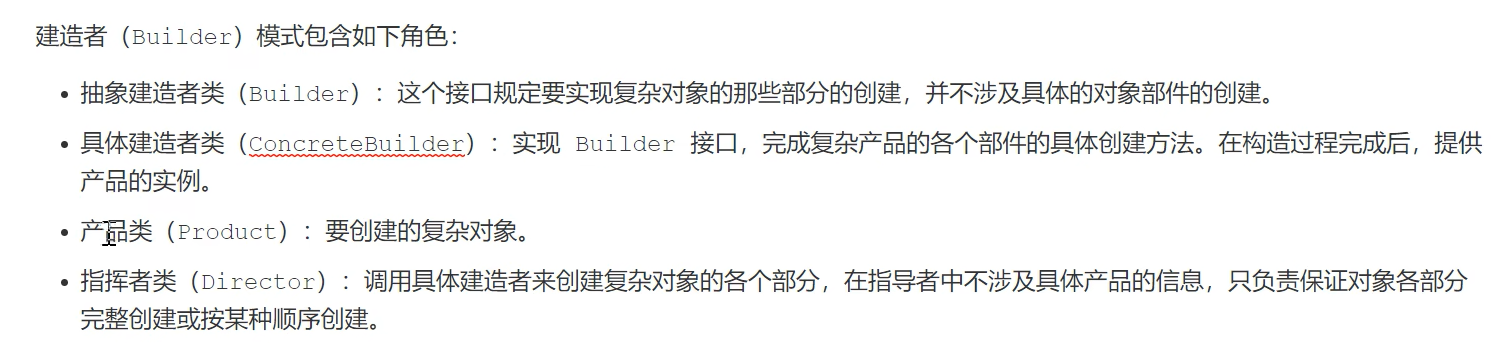 建造者（Builder）模式包含如下角色：
抽象建造者类（Builder）：这个接口规定要实现复杂对象的那些部分的创建，并不涉及具体的对象部件的创建。
具体建造者类（ConcreteBuilder）：实现 Builder 接口，完成复杂产品的各个部件的具体创建方法。在构造过程完成后，提供
产品的实例。
产品类（Product）：要创建的复杂对象。
指挥者类（Director）：调用具体建造者来创建复杂对象的各个部分，在指导者中不涉及具体产品的信息，只负责保证对象各部分
完整创建或按某种顺序创建。